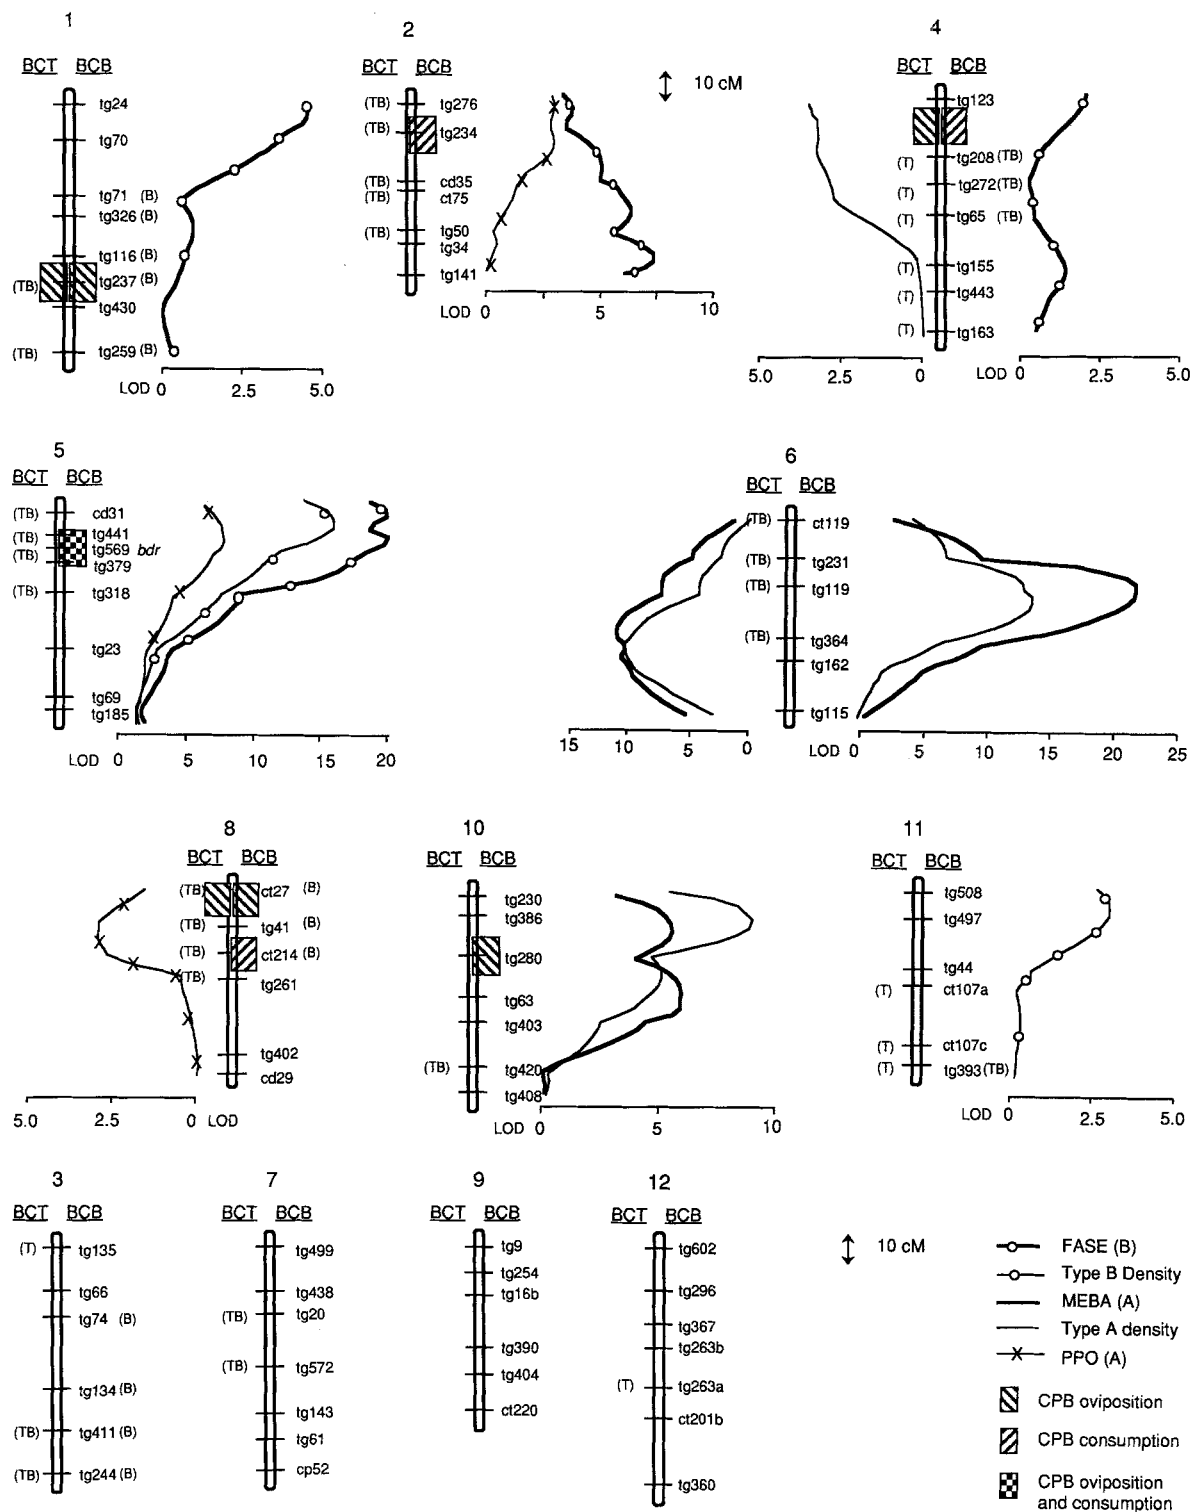 1
BCT BCB
tg24
tg70
tg71 (B)
tg326 (B)
tg116 (B)
(TB) tg237 (B)
tg430
(TB) tg259 (B)
LOD 0 2.5 5.0
2
BCT BCB
(TB) tg276
(TB) tg234
(TB) cd35
(TB) ct75
(TB) tg50
tg34
tg141
LOD 0 5 10
10 cM
4
BCT BCB
tg123
(T) tg208 (TB)
(T) tg272 (TB)
(T) tg65 (TB)
(T) tg155
(T) tg443
(T) tg163
5.0 2.5 0
LOD 0 2.5 5.0
5
BCT BCB
(TB) cd31
(TB) tg441
(TB) tg569 bdr
tg379
(TB) tg318
tg23
tg69
tg185
LOD 0 5 10 15 20
6
BCT BCB
(TB) ct119
(TB) tg231
(TB) tg119
(TB) tg364
tg162
tg115
15 10 5 0 LOD 0 5 10 15 20 25
8
BCT BCB
(TB) ct27 (B)
(TB) tg41 (B)
(TB) ct214 (B)
(TB) tg261
tg402
cd29
5.0 2.5 0 LOD
10
BCT BCB
tg230
tg386
tg280
tg63
tg403
(TB) tg420
tg408
LOD 0 5 10
11
BCT BCB
tg508
tg497
tg44
(T) ct107a
(T) ct107c
(T) tg393 (TB)
LOD 0 2.5 5.0
3
BCT BCB
(T) tg135
tg66
tg74 (B)
tg134 (B)
(TB) tg411 (B)
(TB) tg244 (B)
7
BCT BCB
tg499
tg438
(TB) tg20
(TB) tg572
tg143
tg61
cp52
9
BCT BCB
tg9
tg254
tg16b
tg390
tg404
ct220
12
BCT BCB
tg602
tg296
tg367
tg263b
(T) tg263a
ct201b
tg360
10 cM
FASE (B)
Type B Density
MEBA (A)
Type A density
PPO (A)
CPB oviposition
CPB consumption
CPB oviposition
and consumption